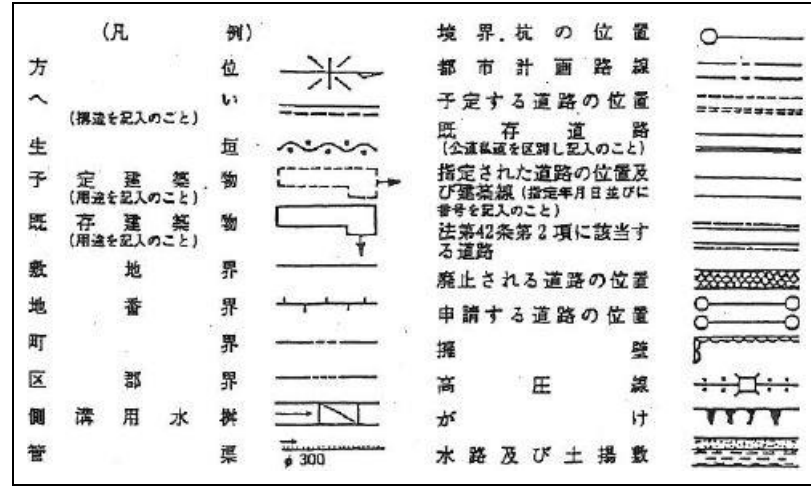 (凡例)
方位
へい
(構造を記入のこと)
生垣
予定建築物
(用途を記入のこと)
既存建築物
(用途を記入のこと)
敷地界
地番界
町界
区郡界
側溝用水桝
管渠
φ300
境界.杭の位置
都市計画路線
予定する道路の位置
既存道路
(公道私道を区別し記入のこと)
指定された道路の位置及
び建築線(指定年月日並びに
番号を記入のこと)
法第42条第2項に該当す
る道路
廃止される道路の位置
申請する道路の位置
擁壁
高圧線
がけ
水路及び土揚敷